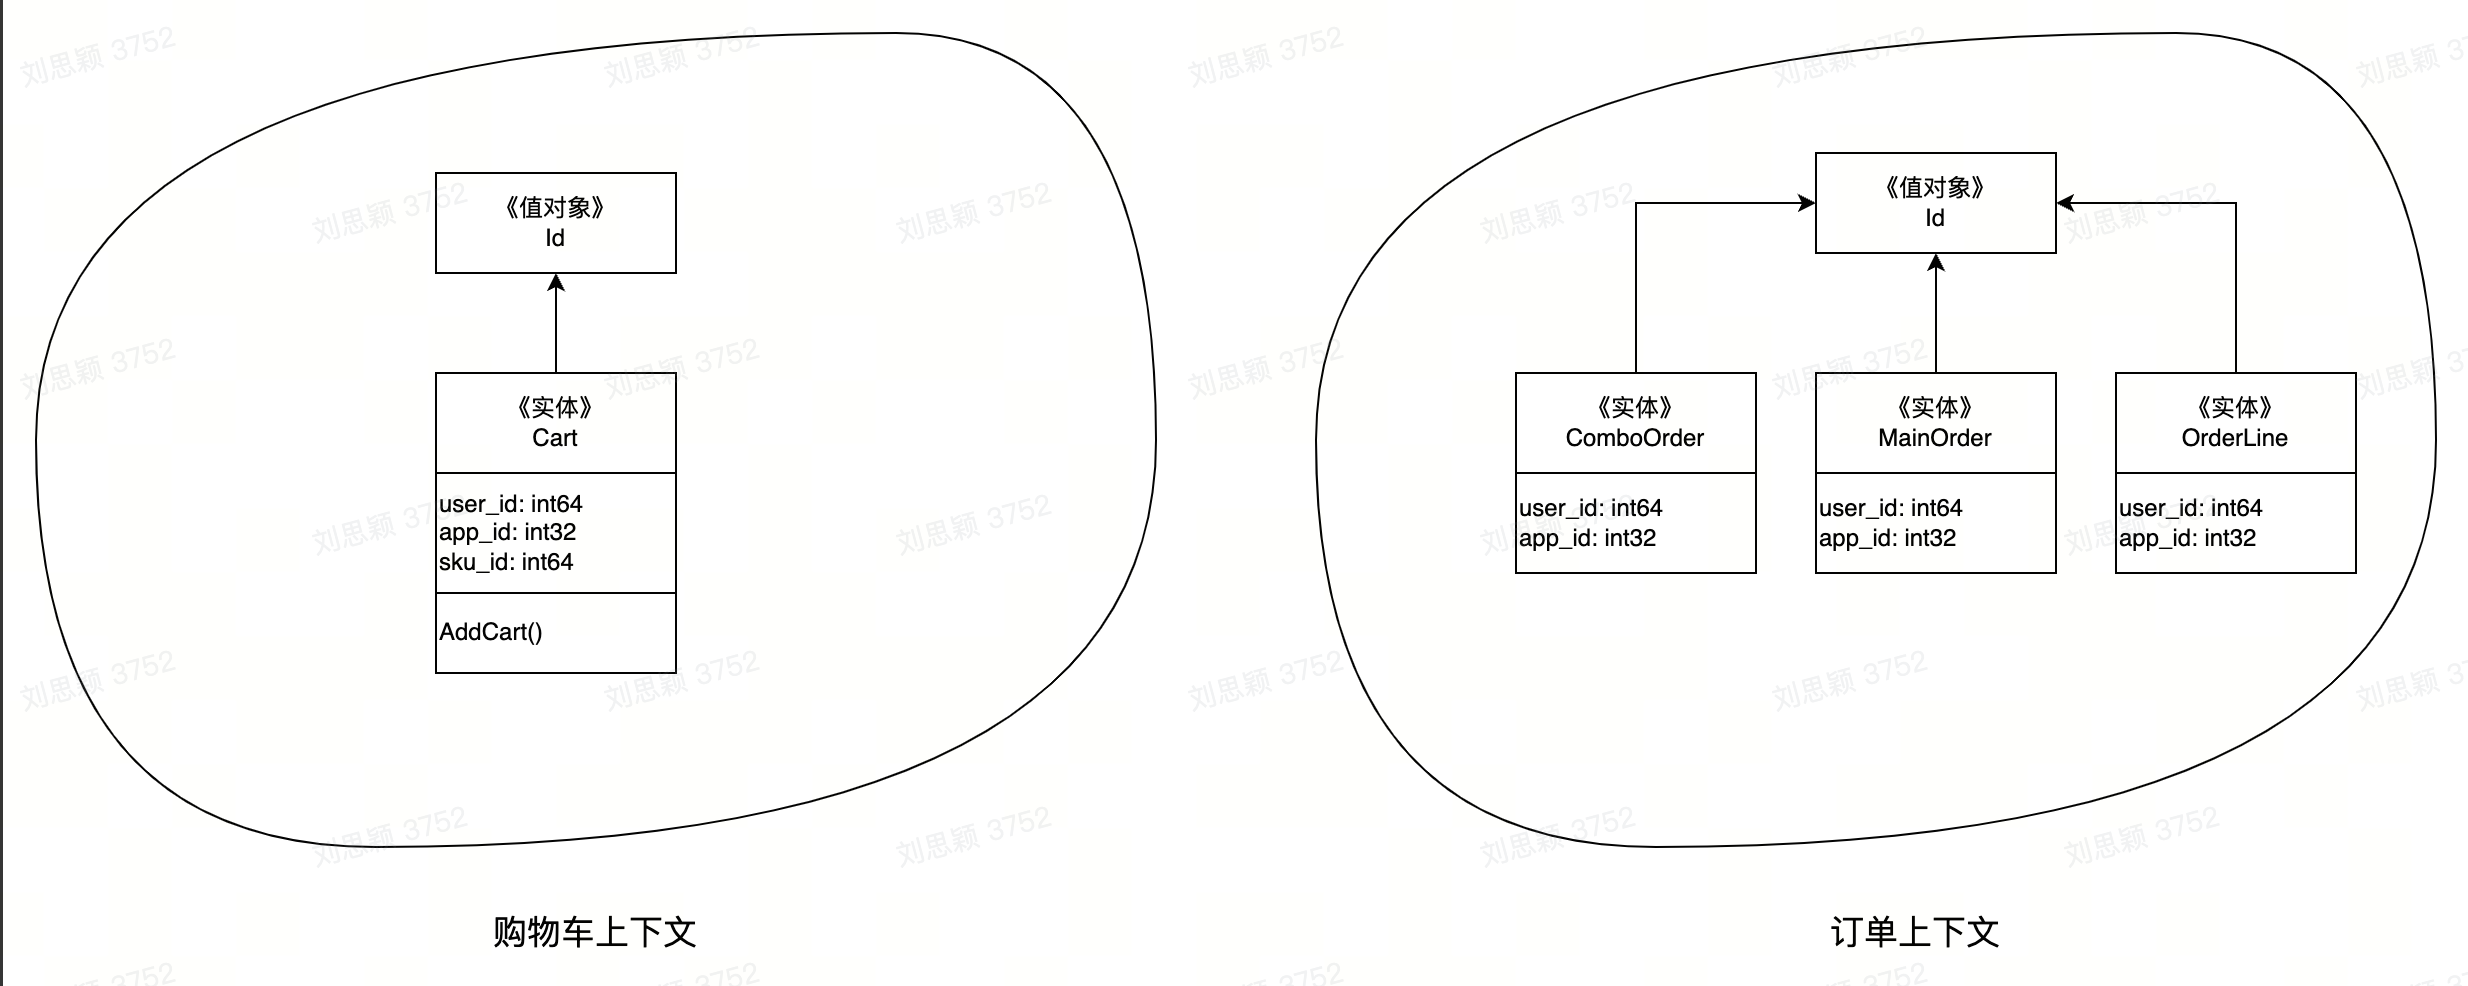 《值对象》
Id
《实体》
Cart
user_id: int64
app_id: int32
sku_id: int64
AddCart()
购物车上下文
《值对象》
Id
《实体》
ComboOrder
user_id: int64
app_id: int32
《实体》
MainOrder
user_id: int64
app_id: int32
《实体》
OrderLine
user_id: int64
app_id: int32
订单上下文
刘思颖 3752